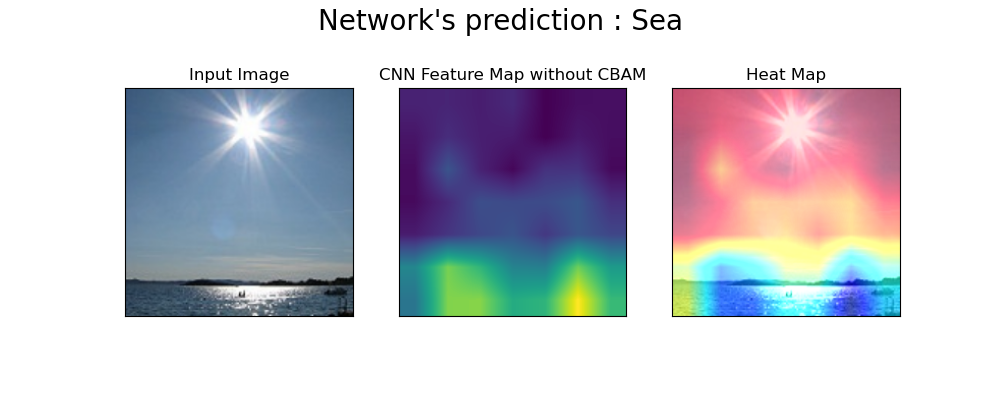 Network's prediction : Sea
Input Image
CNN Feature Map without CBAM
Heat Map